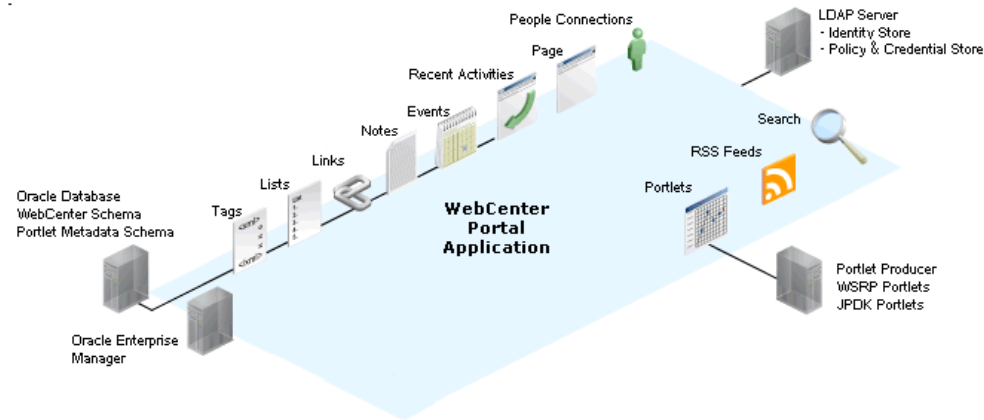 People Connections
Page
Recent Activities
Events
Notes
Links
Lists
Tags
LDAP Server
- Identity Store
- Policy & Credential Store
Search
RSS Feeds
Portlets
Oracle Database
WebCenter Schema
Portlet Metadata Schema
WebCenter
Portal
Application
Oracle Enterprise
Manager
Portlet Producer
WSRP Portlets
JPDK Portlets